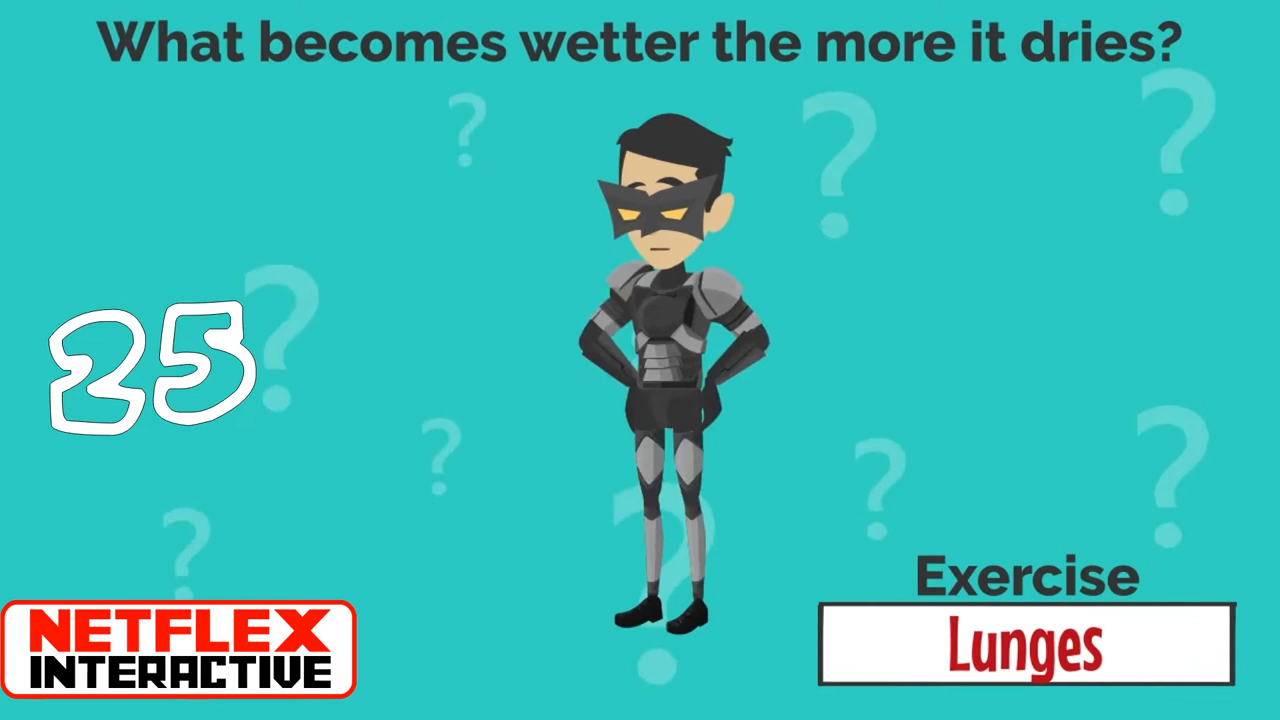 What becomes wetter the more it dries?
25
Exercise
Lunges
NETFLEX
INTERACTIVE